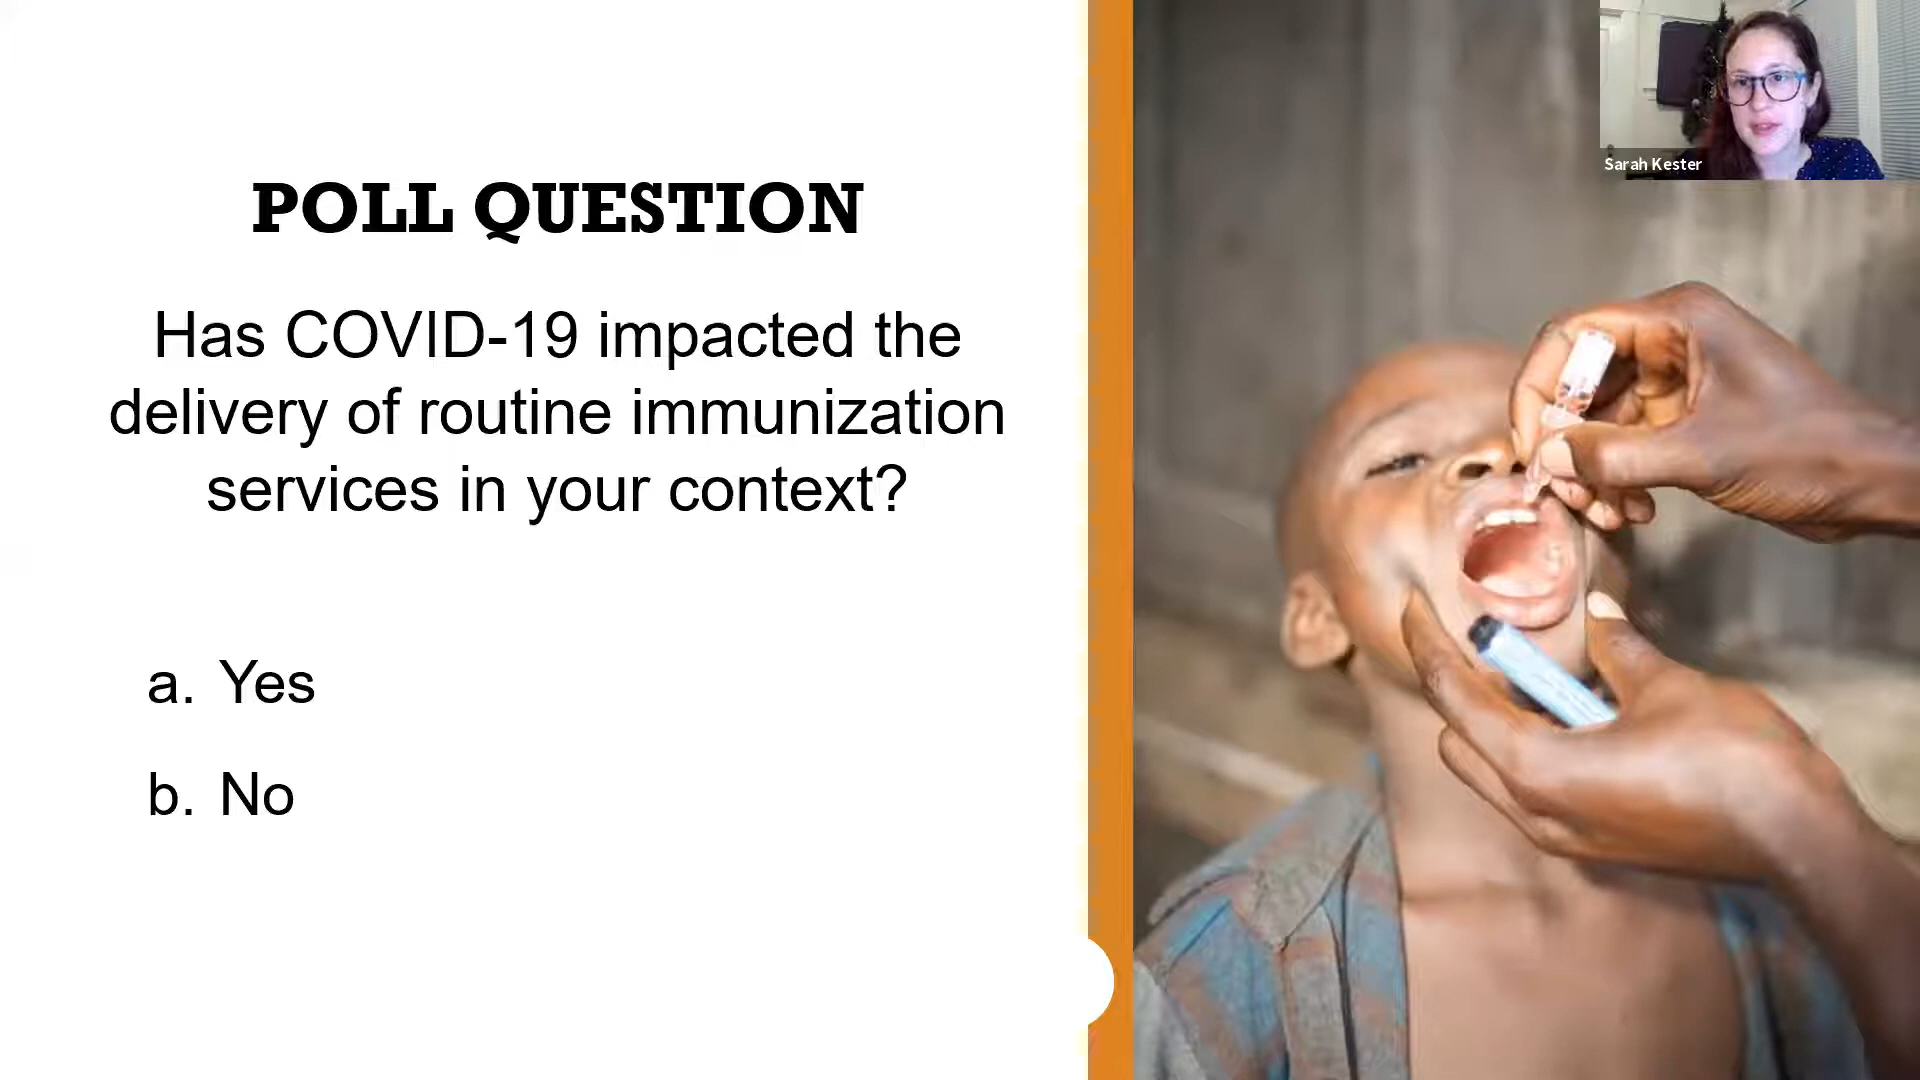 POLL QUESTION
Has COVID-19 impacted the
delivery of routine immunization
services in your context?
a. Yes
b. No
Sarah Kester